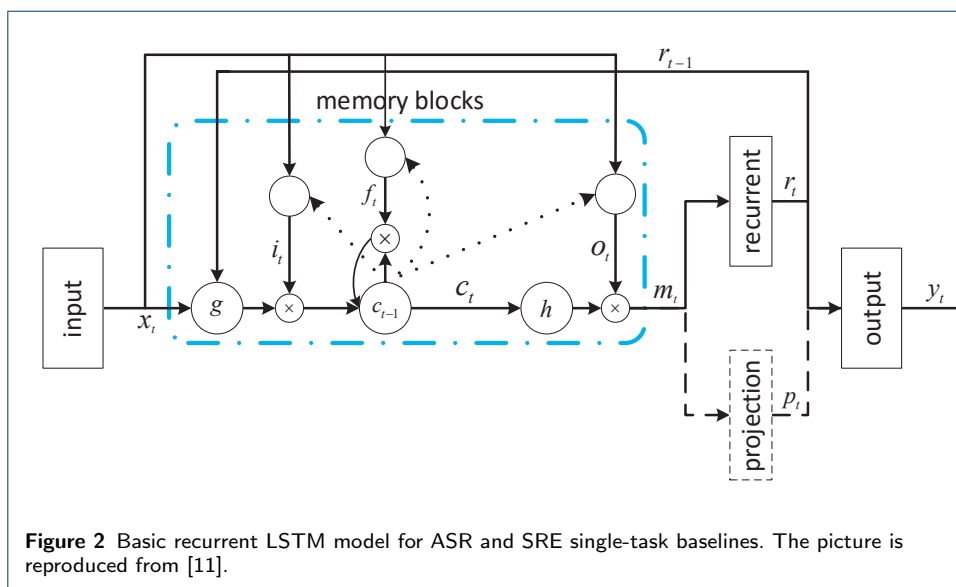 r_{t-1}
memory blocks
f_t
i_t
o_t
r_t
recurrent
input
x_t
g
×
×
c_{t-1}
c_t
h
×
m_t
output
y_t
projection
p_t
Figure 2 Basic recurrent LSTM model for ASR and SRE single-task baselines. The picture is
reproduced from [11].